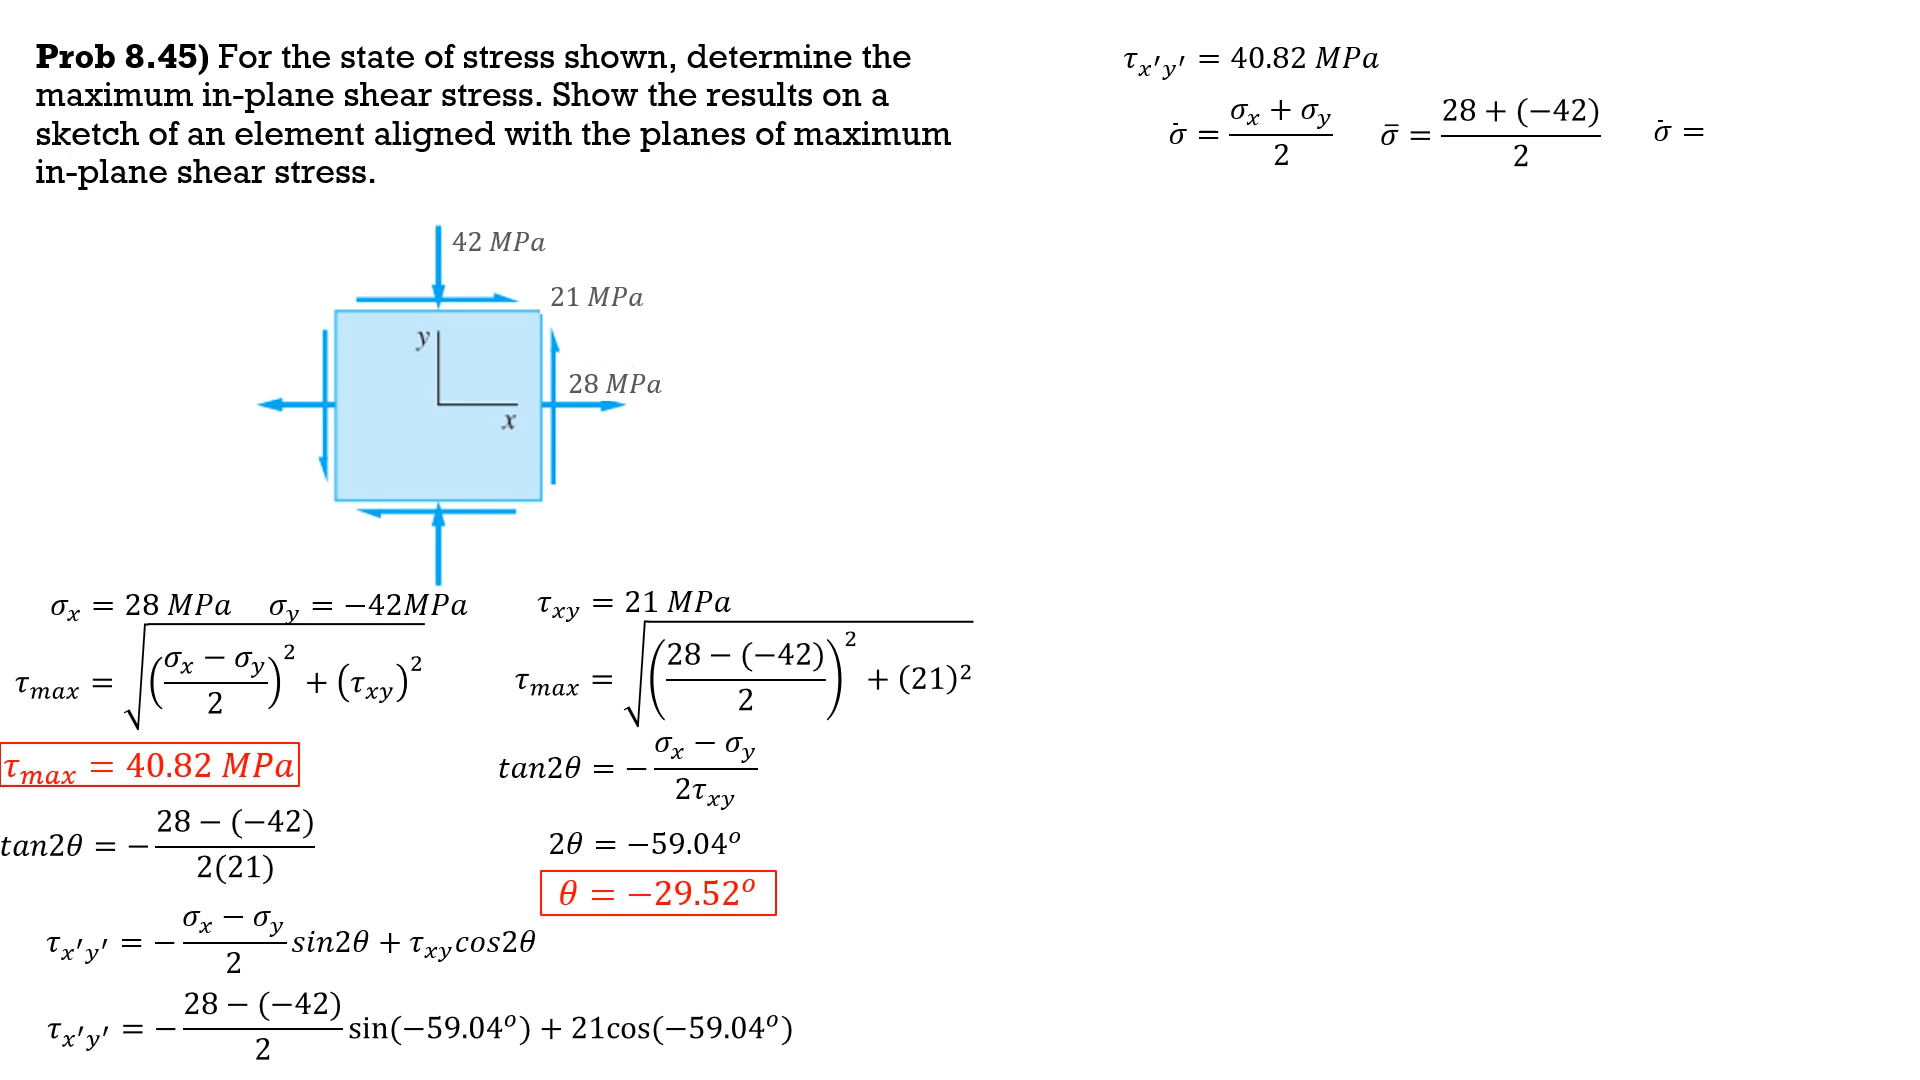 Prob 8.45) For the state of stress shown, determine the
maximum in-plane shear stress. Show the results on a
sketch of an element aligned with the planes of maximum
in-plane shear stress.
42 MPa
21 MPa
y
28 MPa
x
σx = 28 MPa σy = −42MPa τxy = 21 MPa
τmax = √((σx − σy)/2)² + (τxy)² τmax = √((28 − (−42))/2)² + (21)²
τmax = 40.82 MPa tan2θ = −(σx − σy)/2τxy
tan2θ = −(28 − (−42))/2(21) 2θ = −59.04°
θ = −29.52°
τx′y′ = −(σx − σy)/2 sin2θ + τxycos2θ
τx′y′ = −(28 − (−42))/2 sin(−59.04°) + 21cos(−59.04°)
τx′y′ = 40.82 MPa
σ̄ = (σx + σy)/2 σ̄ = (28 + (−42))/2 σ̄ =